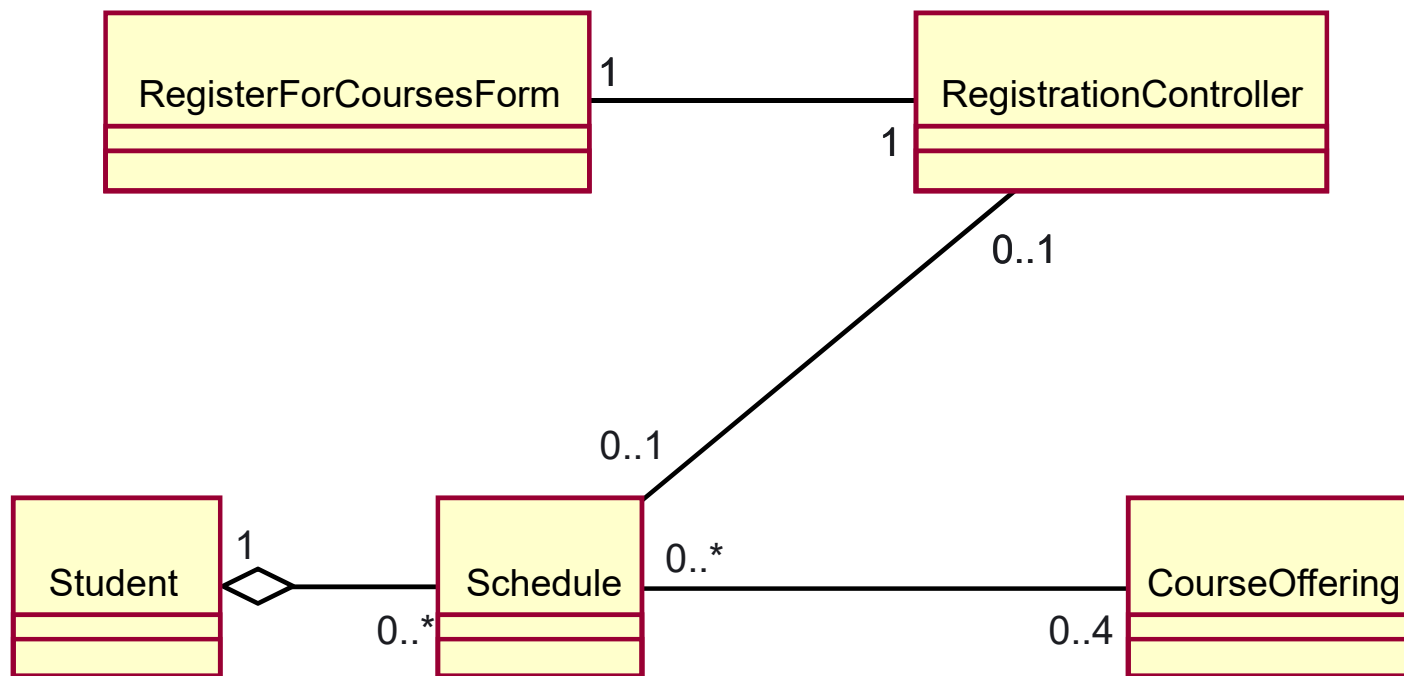 1
RegisterForCoursesForm
RegistrationController
1
0..1
0..1
1
0..*
Student
Schedule
CourseOffering
0..*
0..4